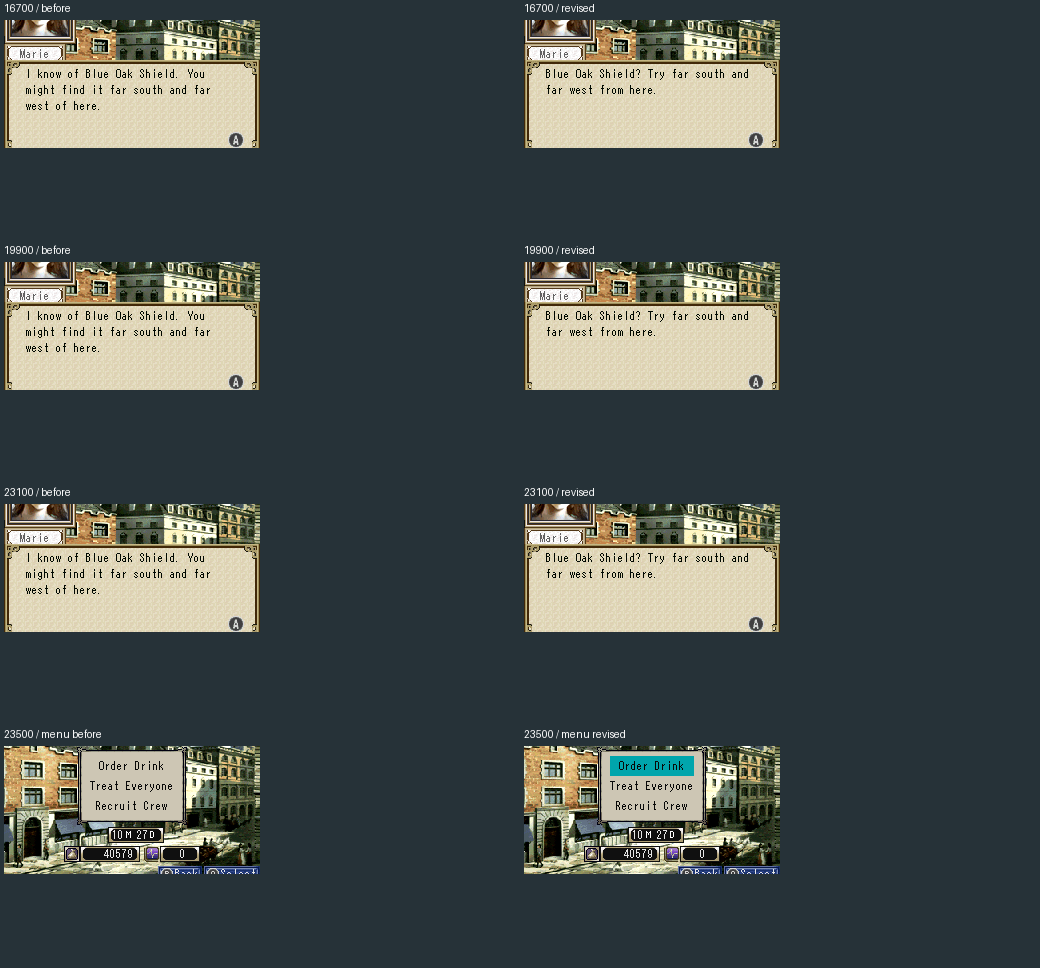 16700 / before
16700 / revised
Marie
I know of Blue Oak Shield. You
might find it far south and far
west of here.
A
Marie
Blue Oak Shield? Try far south and
far west from here.
A
19900 / before
19900 / revised
Marie
I know of Blue Oak Shield. You
might find it far south and far
west of here.
A
Marie
Blue Oak Shield? Try far south and
far west from here.
A
23100 / before
23100 / revised
Marie
I know of Blue Oak Shield. You
might find it far south and far
west of here.
A
Marie
Blue Oak Shield? Try far south and
far west from here.
A
23500 / menu before
23500 / menu revised
Order Drink
Treat Everyone
Recruit Crew
10 M 27D
40579 0
Back Select
Order Drink
Treat Everyone
Recruit Crew
10 M 27D
40579 0
Back Select